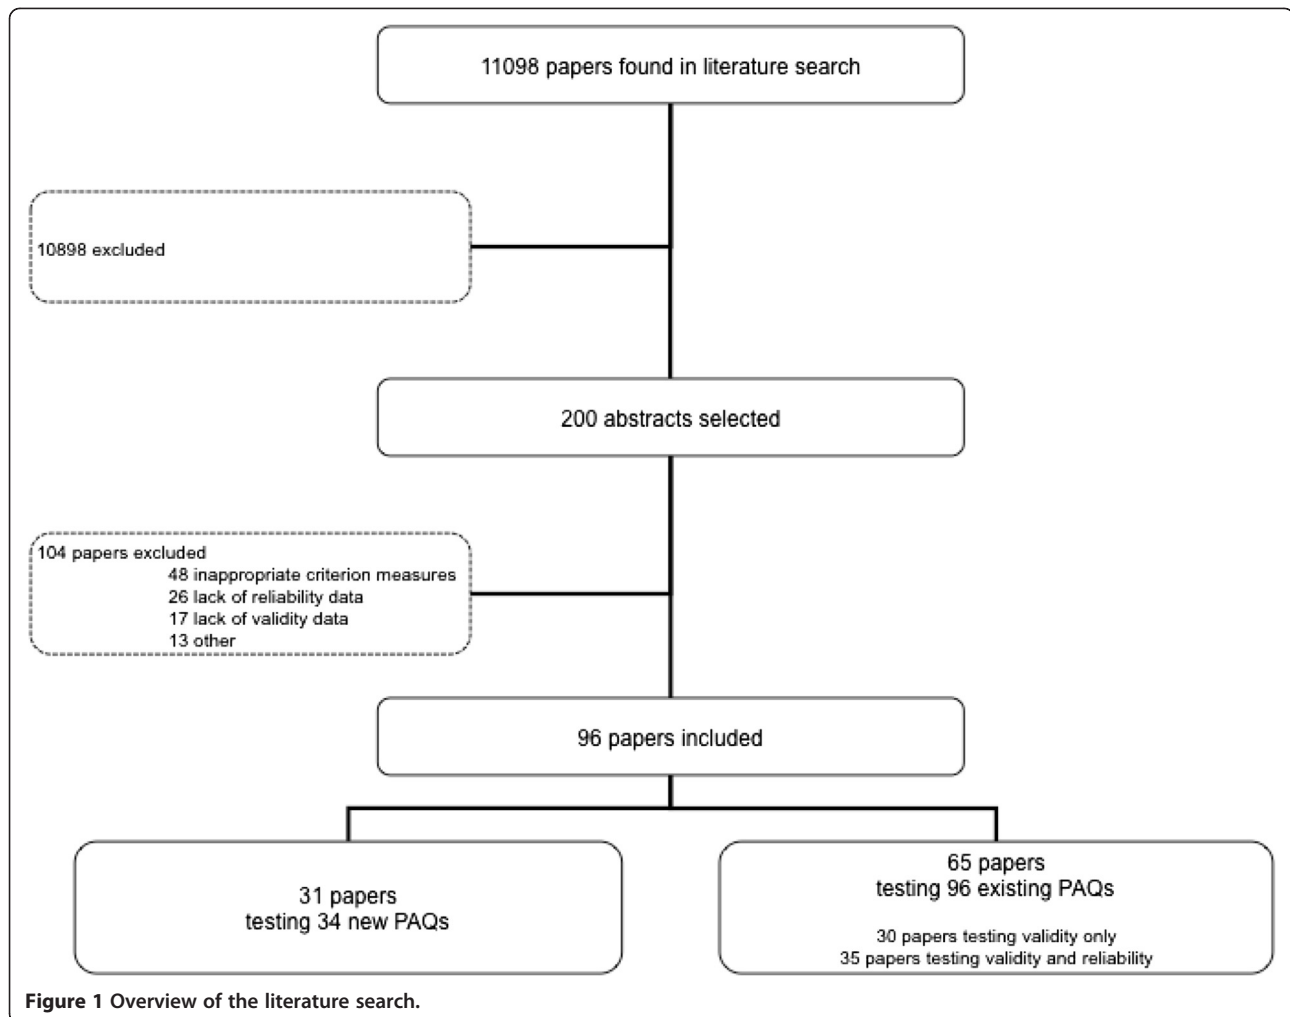 11098 papers found in literature search
10898 excluded
200 abstracts selected
104 papers excluded
48 inappropriate criterion measures
26 lack of reliability data
17 lack of validity data
13 other
96 papers included
31 papers
testing 34 new PAQs
65 papers
testing 96 existing PAQs
30 papers testing validity only
35 papers testing validity and reliability
Figure 1 Overview of the literature search.